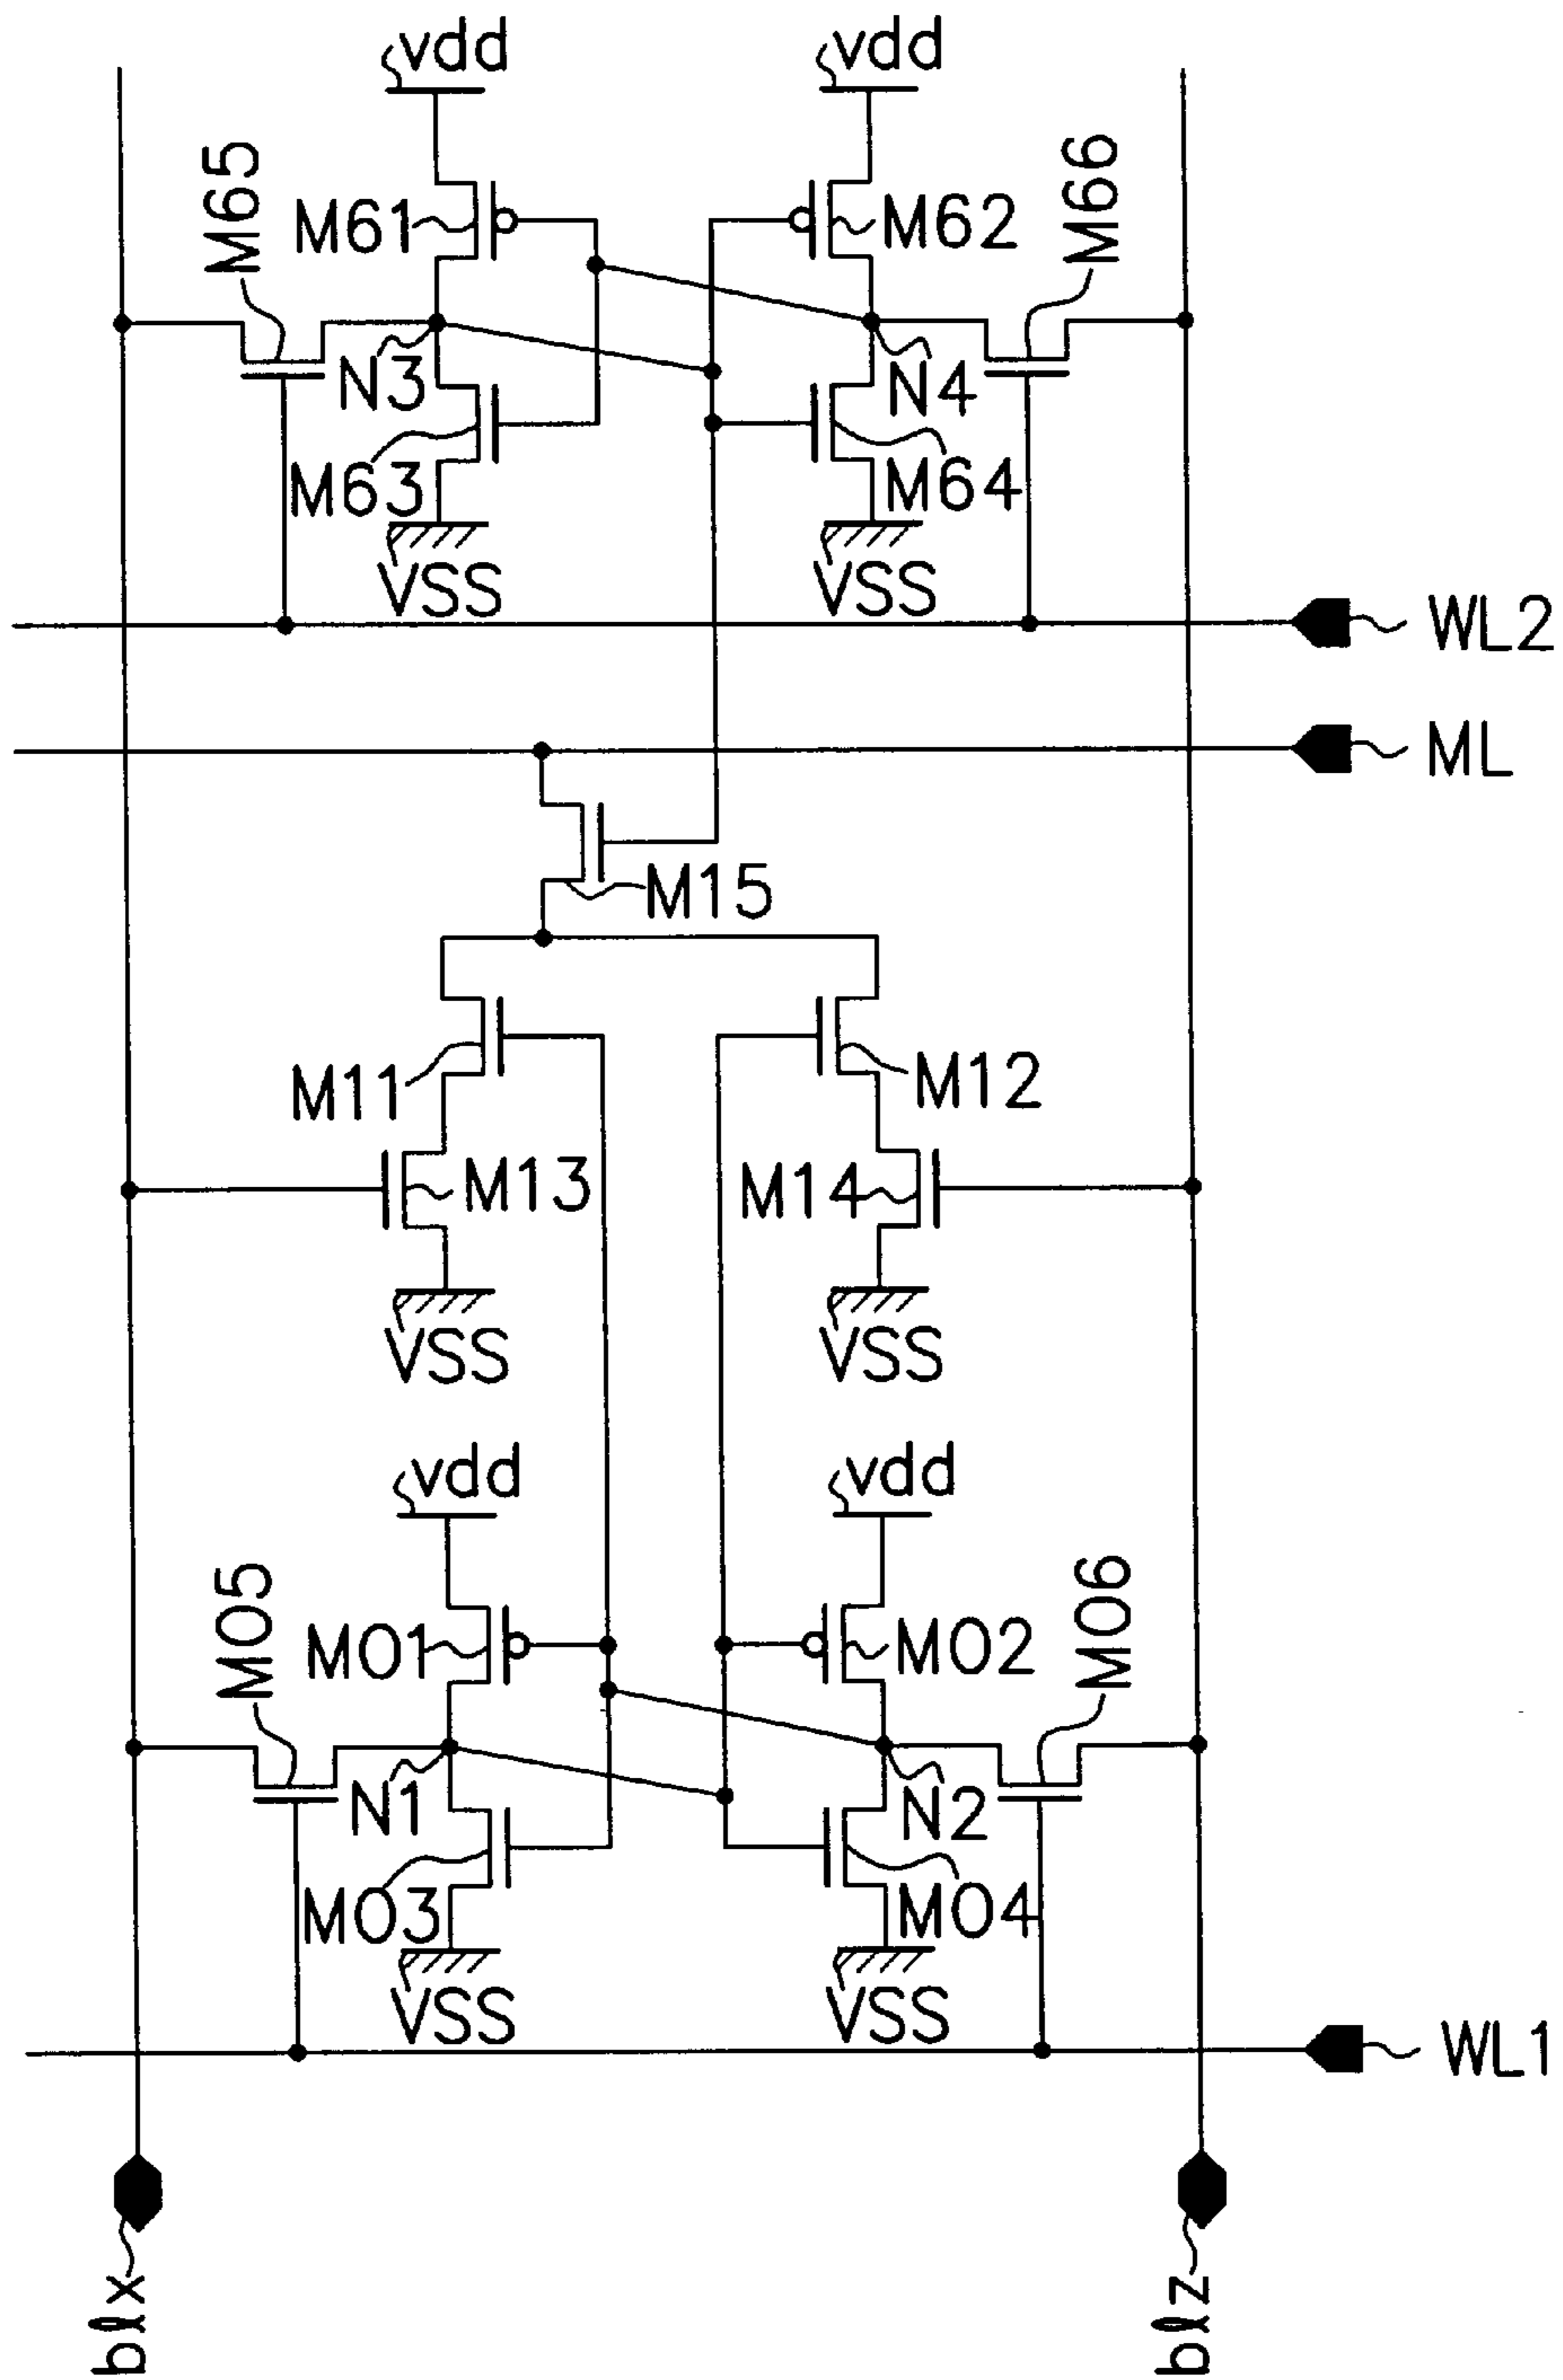 vdd
vdd
M65
M61
M62
M66
N3
N4
M63
M64
VSS
VSS
WL2
ML
M15
M11
M12
M13
M14
VSS
VSS
vdd
vdd
M05
M01
M02
M06
N1
N2
M03
M04
VSS
VSS
WL1
blx
blz